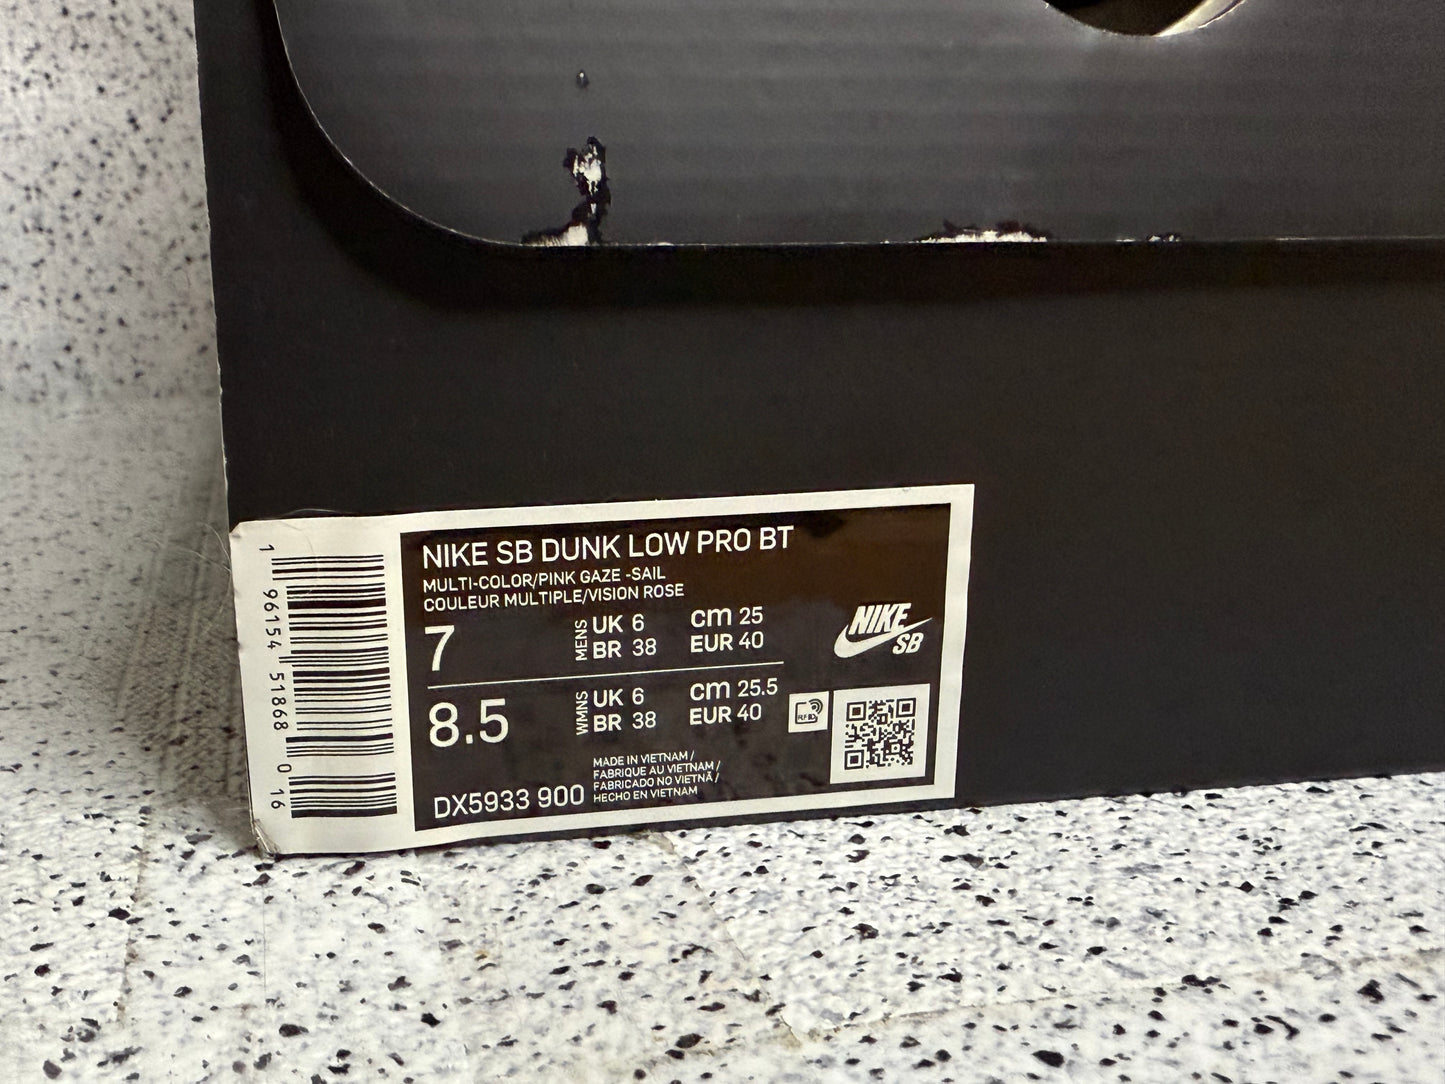 NIKE SB DUNK LOW PRO BT
MULTI-COLOR/PINK GAZE -SAIL
COULEUR MULTIPLE/VISION ROSE
7
MENS
UK 6 cm 25
BR 38 EUR 40
8.5
WMNS
UK 6 cm 25.5
BR 38 EUR 40
DX5933 900
MADE IN VIETNAM /
FABRIQUE AU VIETNAM /
FABRICADO NO VIETNÃ /
HECHO EN VIETNAM
RFID
NIKE
SB
1 96154 51868 0 16